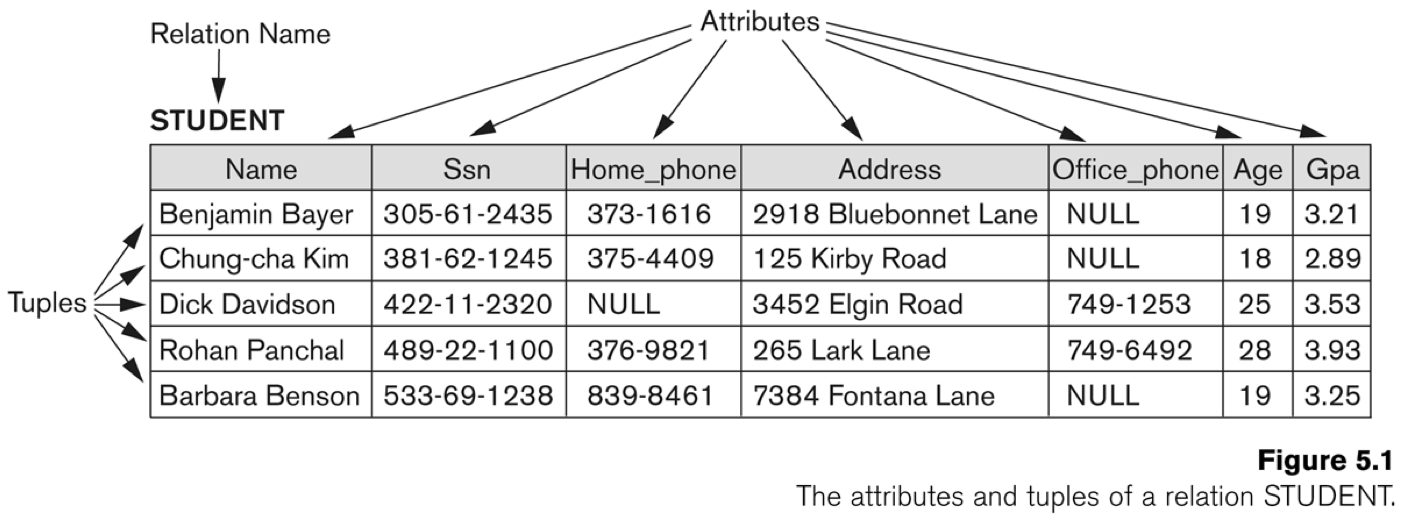 Attributes
Relation Name
STUDENT
Name Ssn Home_phone Address Office_phone Age Gpa
Benjamin Bayer 305-61-2435 373-1616 2918 Bluebonnet Lane NULL 19 3.21
Chung-cha Kim 381-62-1245 375-4409 125 Kirby Road NULL 18 2.89
Tuples Dick Davidson 422-11-2320 NULL 3452 Elgin Road 749-1253 25 3.53
Rohan Panchal 489-22-1100 376-9821 265 Lark Lane 749-6492 28 3.93
Barbara Benson 533-69-1238 839-8461 7384 Fontana Lane NULL 19 3.25
Figure 5.1
The attributes and tuples of a relation STUDENT.